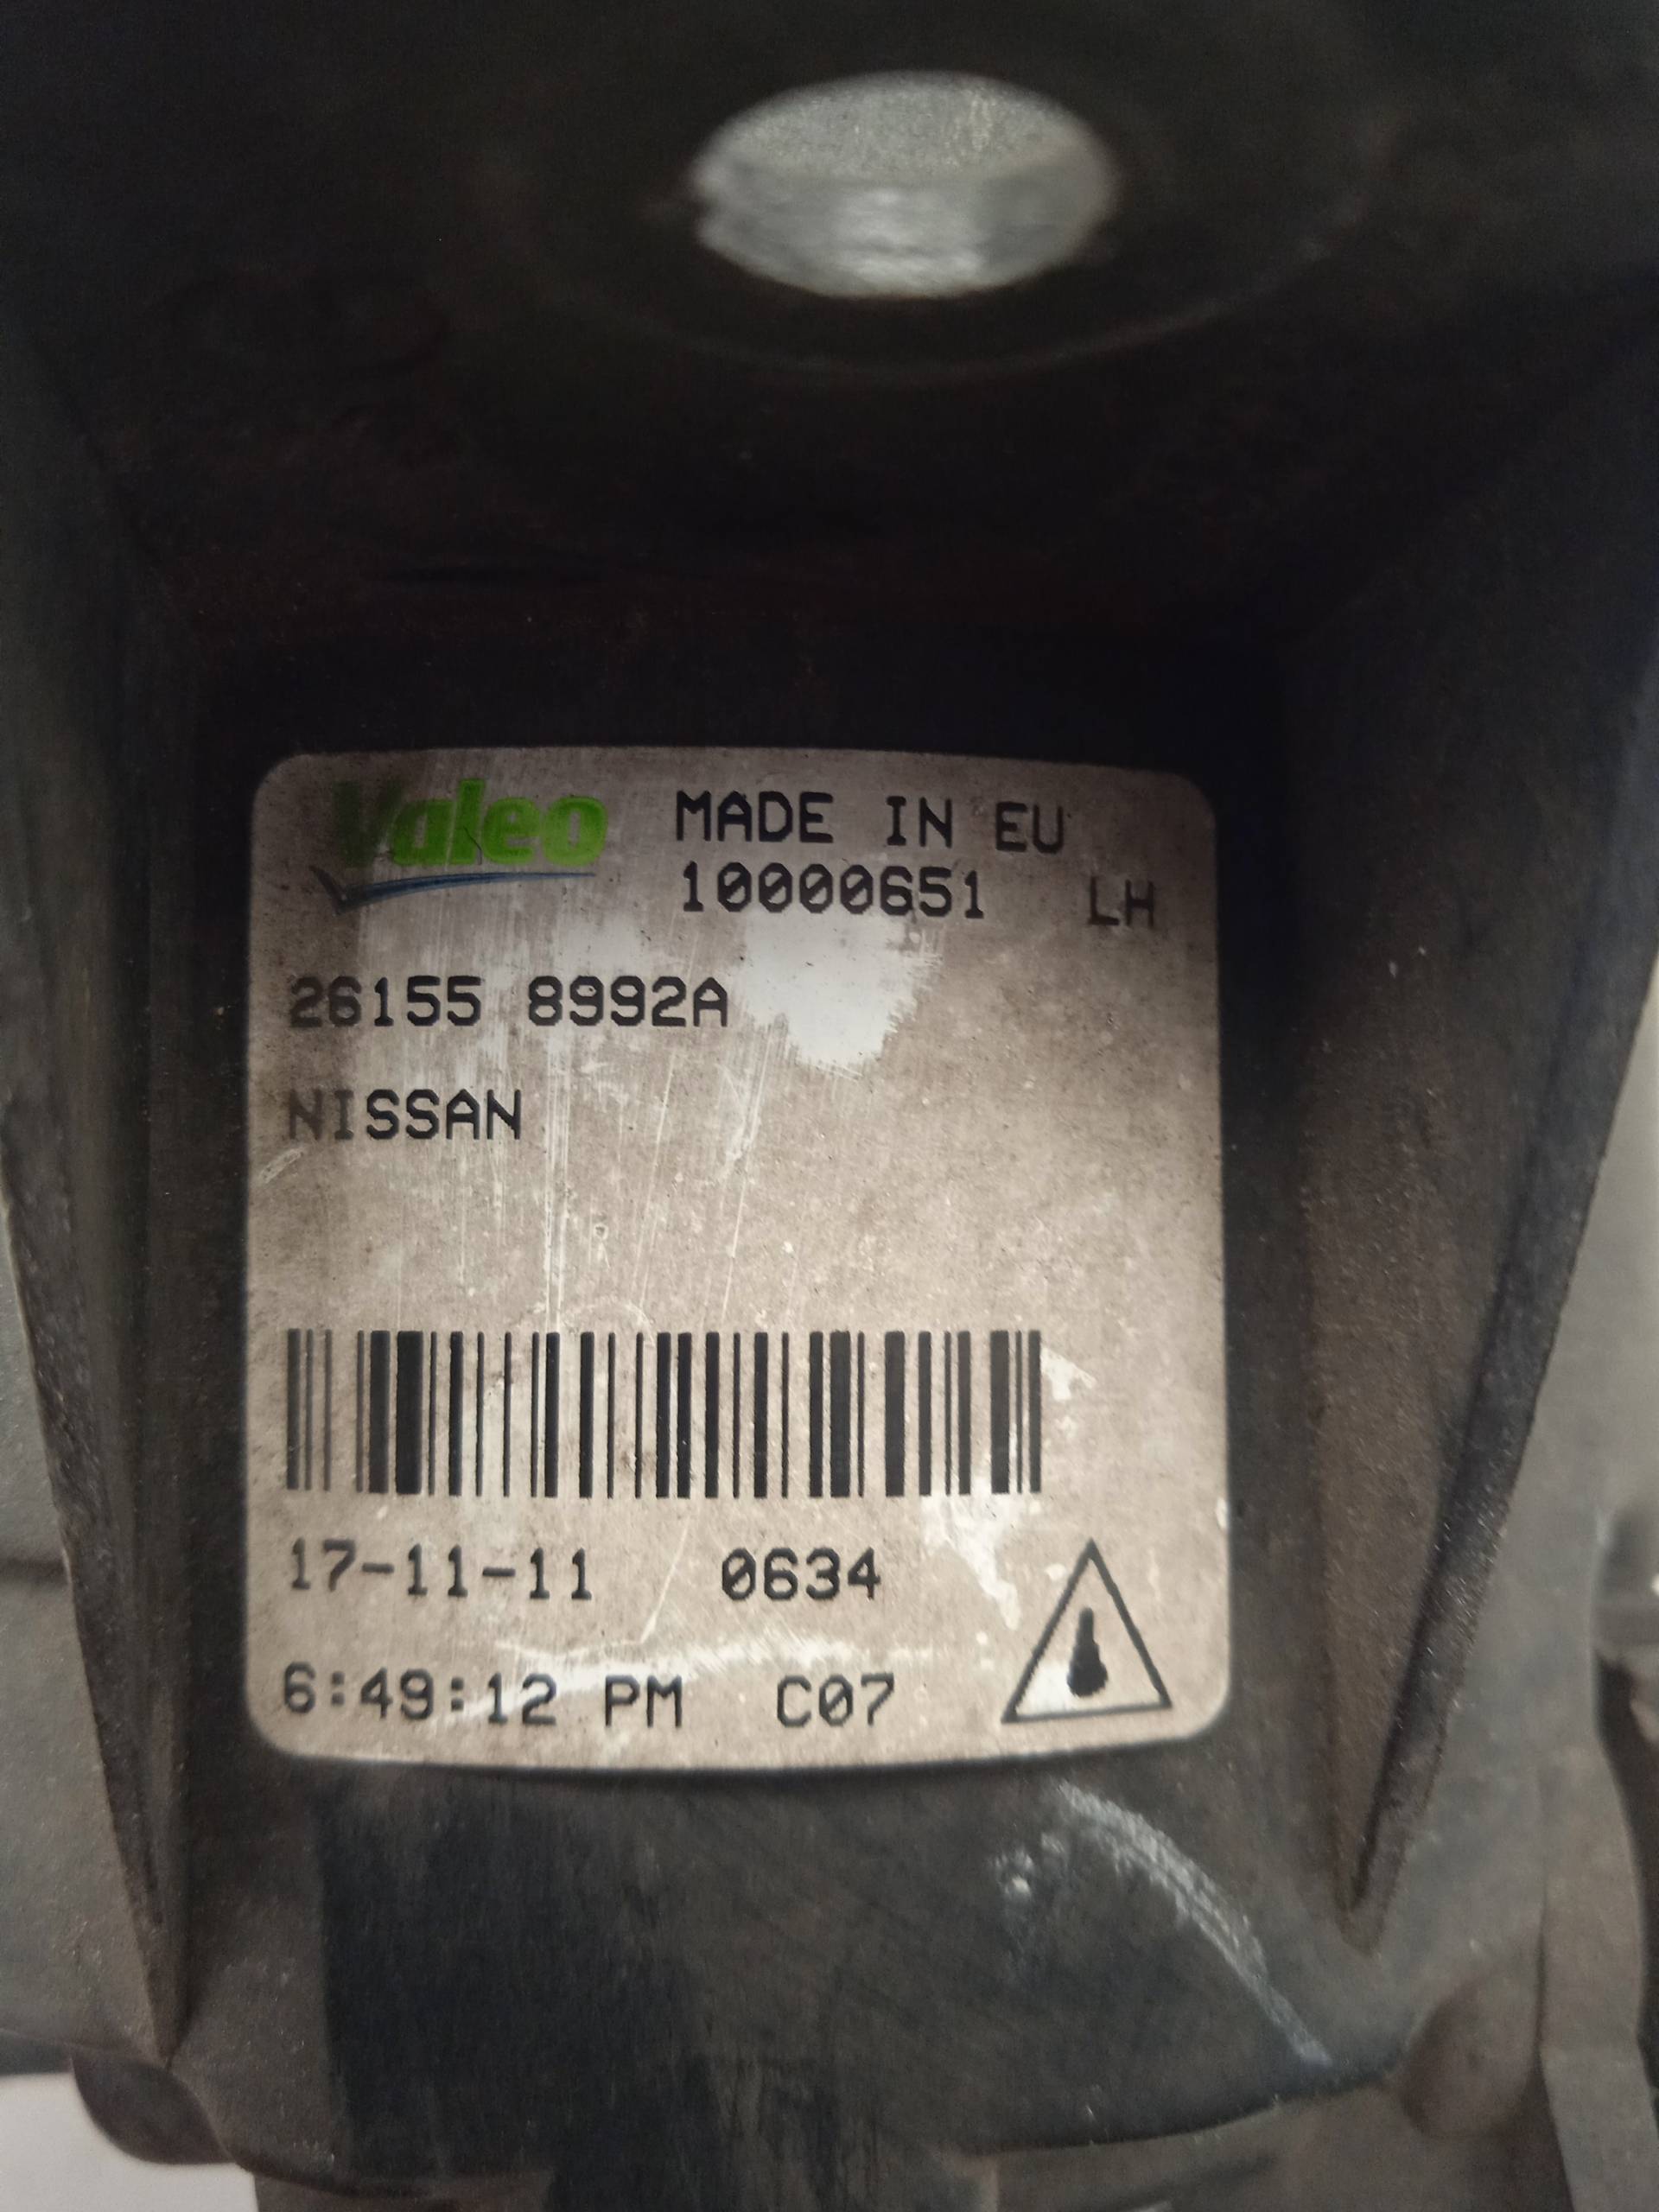 Valeo MADE IN EU
10000651 LH
26155 8992A
NISSAN
17-11-11 0634
6:49:12 PM C07